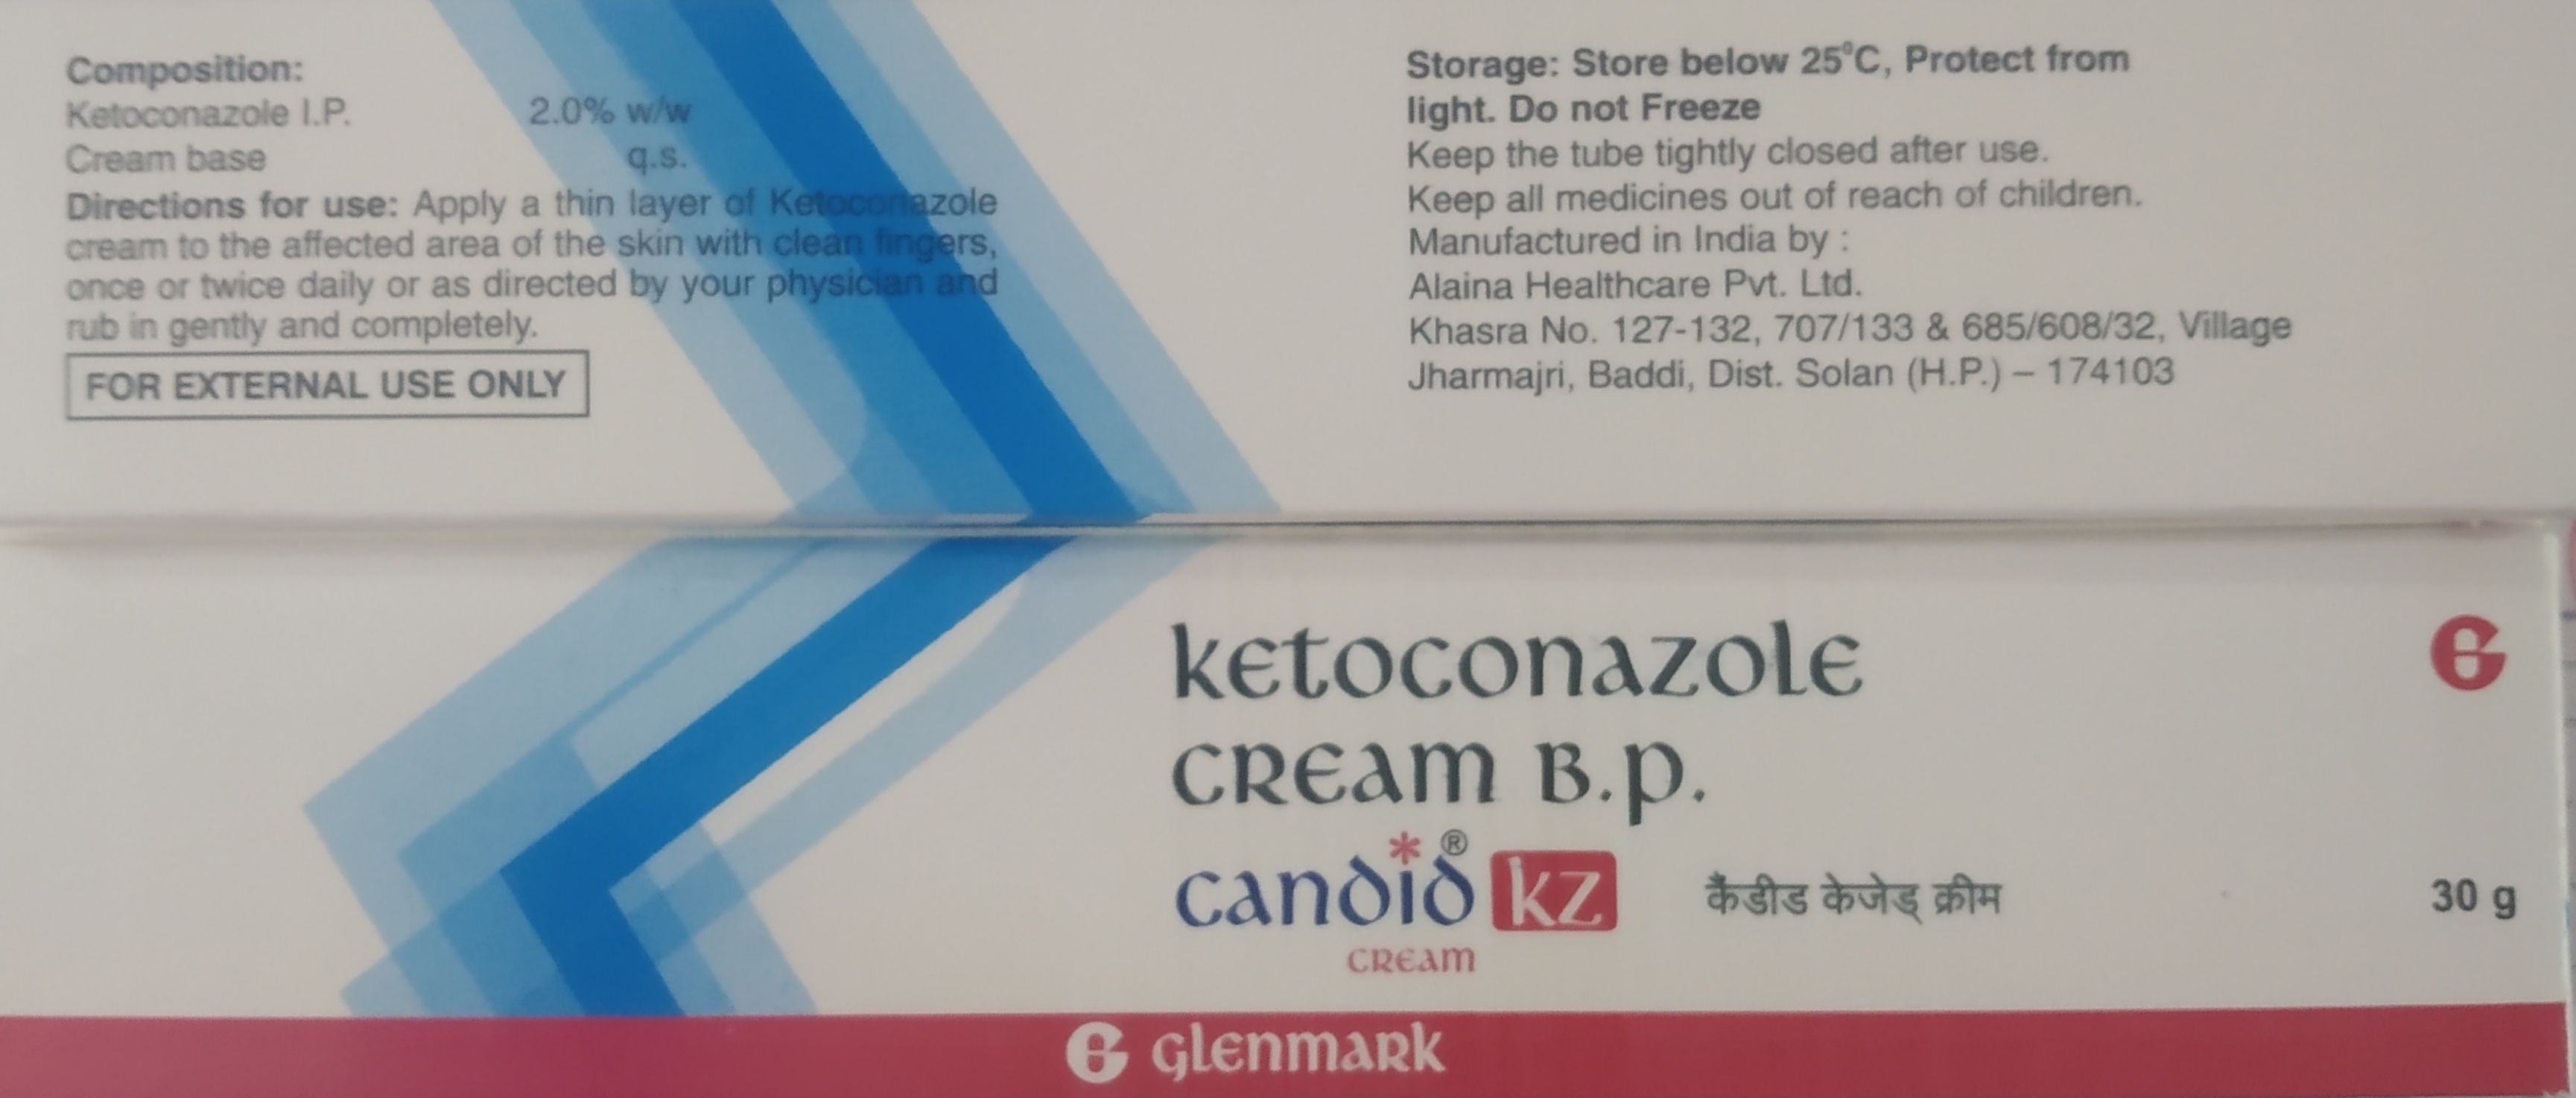 Composition:
Ketoconazole I.P. 2.0% w/w
Cream base q.s.
Directions for use: Apply a thin layer of Ketoconazole
cream to the affected area of the skin with clean fingers,
once or twice daily or as directed by your physician and
rub in gently and completely.
FOR EXTERNAL USE ONLY
Storage: Store below 25°C, Protect from
light. Do not Freeze
Keep the tube tightly closed after use.
Keep all medicines out of reach of children.
Manufactured in India by :
Alaina Healthcare Pvt. Ltd.
Khasra No. 127-132, 707/133 & 685/608/32, Village
Jharmajri, Baddi, Dist. Solan (H.P.) – 174103
ketoconazole
CREAM B.P.
G
candid® kz कैंडीड केजेड् क्रीम
CREAM
30 g
G glenmark